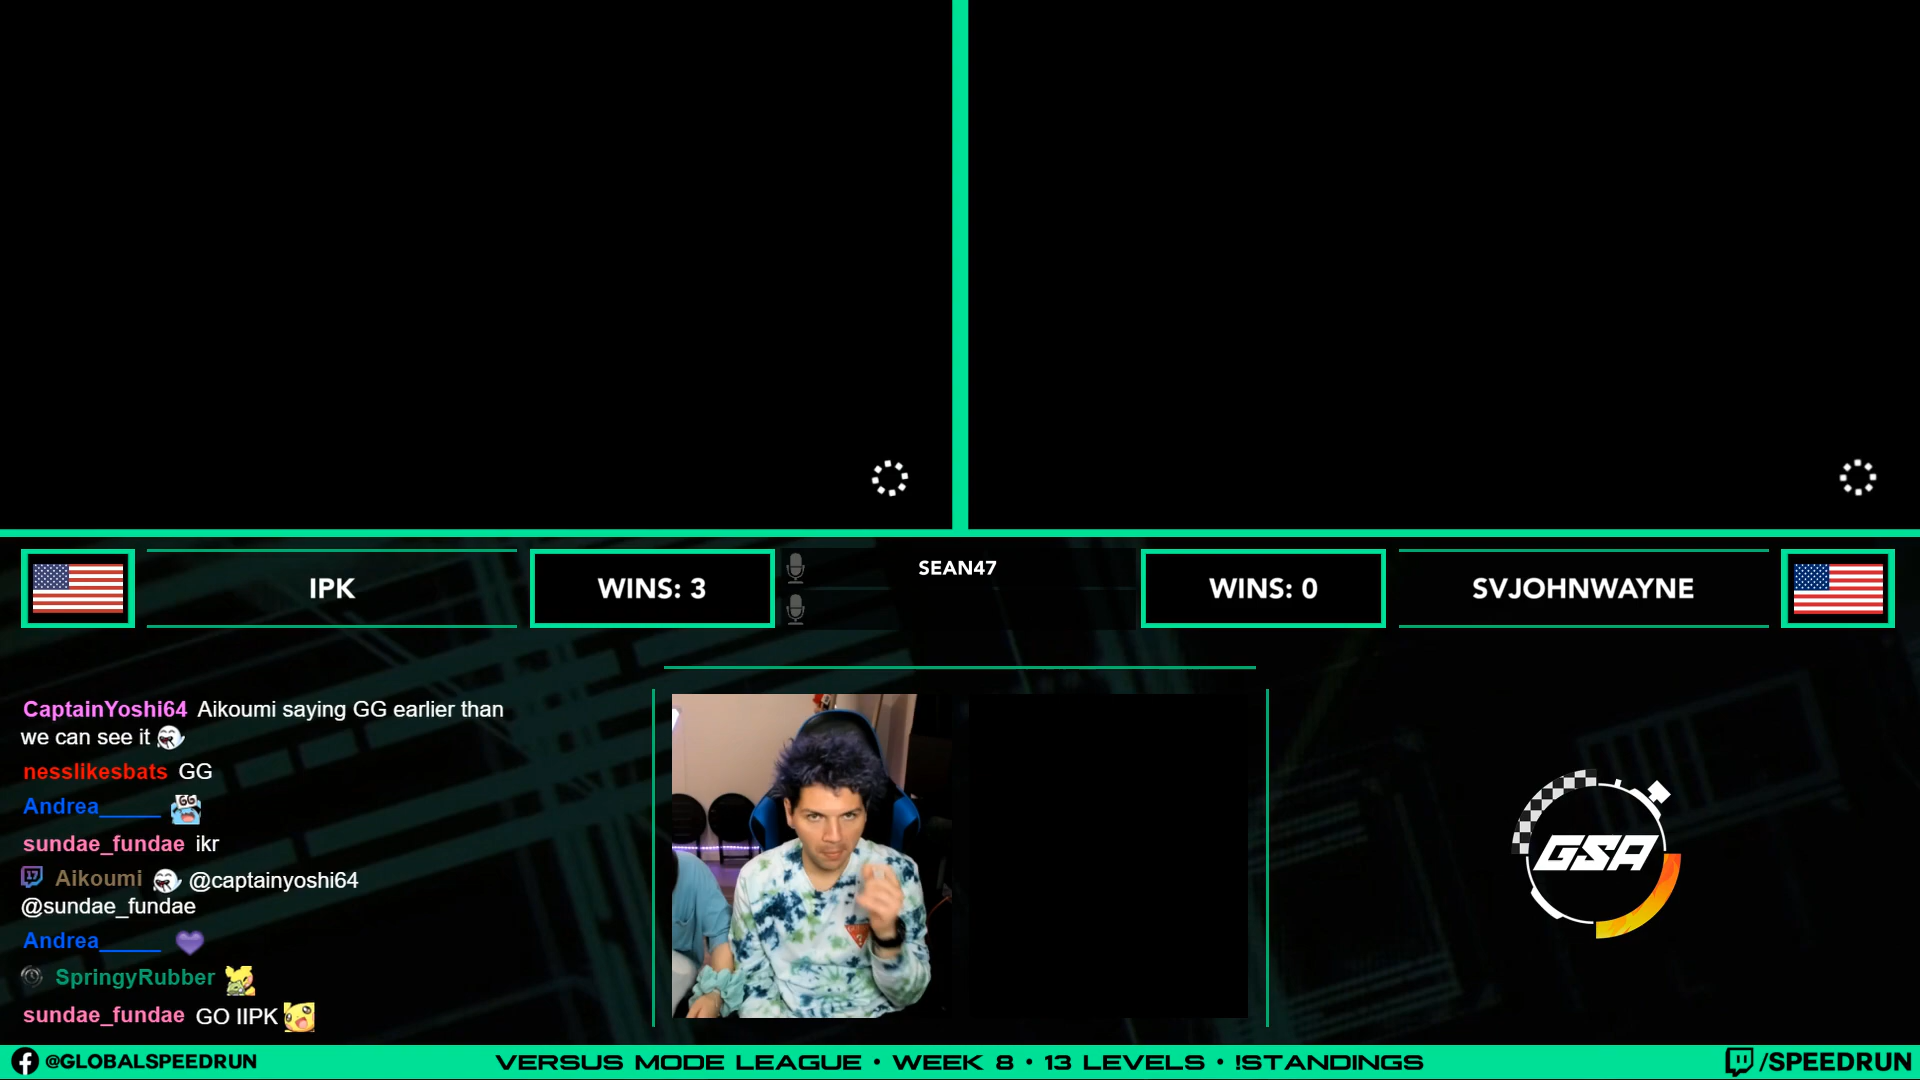 IPK
WINS: 3
SEAN47
WINS: 0
SVJOHNWAYNE
CaptainYoshi64 Aikoumi saying GG earlier than
we can see it
nesslikesbats GG
Andrea_____
sundae_fundae ikr
Aikoumi @captainyoshi64
@sundae_fundae
Andrea_____
SpringyRubber
sundae_fundae GO IIPK
GSA
@GLOBALSPEEDRUN
VERSUS MODE LEAGUE • WEEK 8 • 13 LEVELS • !STANDINGS
/SPEEDRUN